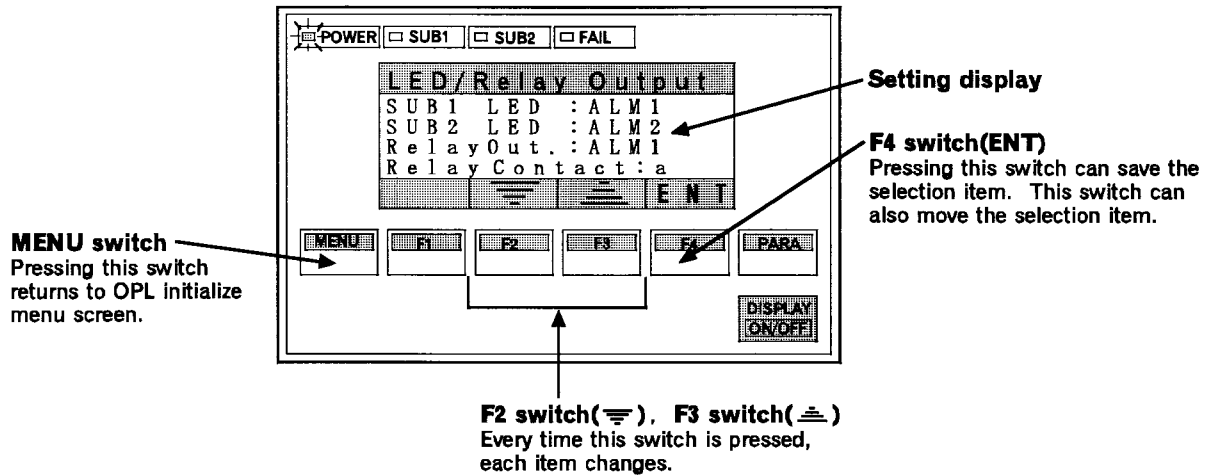 POWER SUB1 SUB2 FAIL
LED/Relay Output
SUB1 LED :ALM1
SUB2 LED :ALM2
RelayOut.:ALM1
Relay Contact:a
ENT
MENU F1 F2 F3 F4 PARA
DISPLAY
ON/OFF
Setting display
F4 switch(ENT)
Pressing this switch can save the
selection item. This switch can
also move the selection item.
MENU switch
Pressing this switch
returns to OPL initialize
menu screen.
F2 switch( ), F3 switch( )
Every time this switch is pressed,
each item changes.